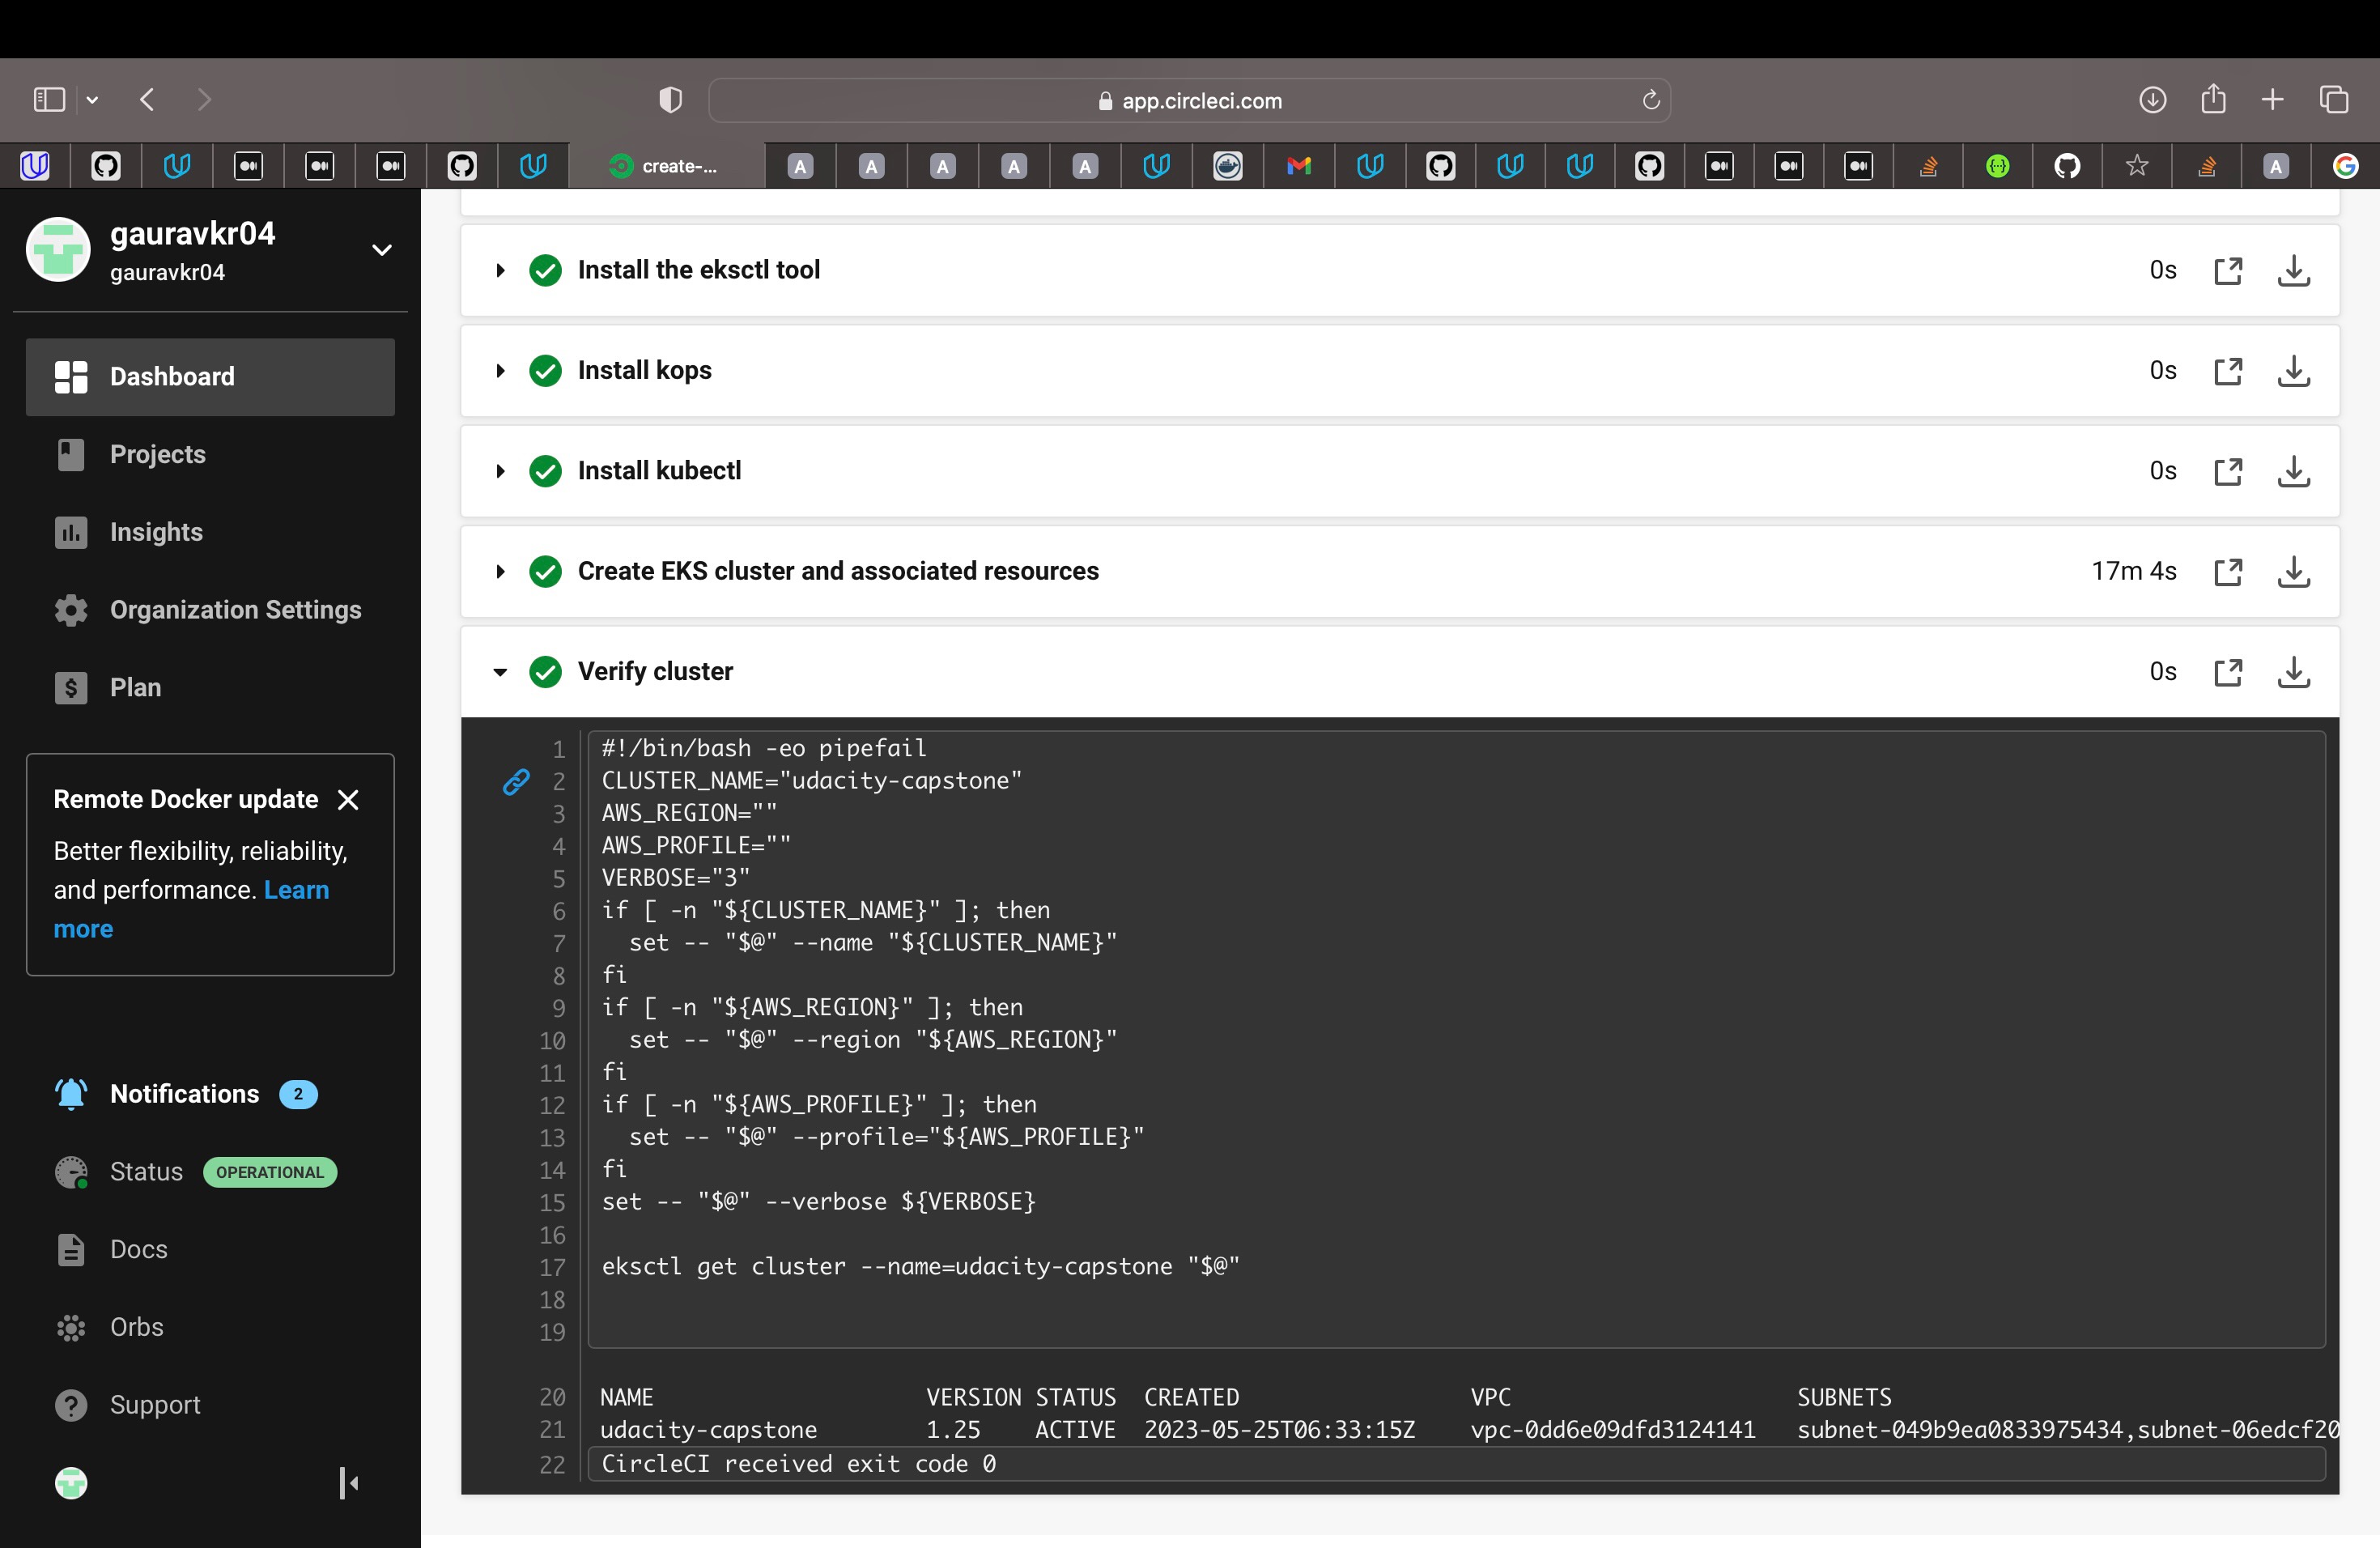 app.circleci.com
create-...
gauravkr04
gauravkr04
Dashboard
Projects
Insights
Organization Settings
Plan
Remote Docker update
Better flexibility, reliability,
and performance. Learn
more
Notifications 2
Status OPERATIONAL
Docs
Orbs
Support
Install the eksctl tool 0s
Install kops 0s
Install kubectl 0s
Create EKS cluster and associated resources 17m 4s
Verify cluster 0s
1 #!/bin/bash -eo pipefail
2 CLUSTER_NAME="udacity-capstone"
3 AWS_REGION=""
4 AWS_PROFILE=""
5 VERBOSE="3"
6 if [ -n "${CLUSTER_NAME}" ]; then
7 set -- "$@" --name "${CLUSTER_NAME}"
8 fi
9 if [ -n "${AWS_REGION}" ]; then
10 set -- "$@" --region "${AWS_REGION}"
11 fi
12 if [ -n "${AWS_PROFILE}" ]; then
13 set -- "$@" --profile="${AWS_PROFILE}"
14 fi
15 set -- "$@" --verbose ${VERBOSE}
16
17 eksctl get cluster --name=udacity-capstone "$@"
18
19
20 NAME VERSION STATUS CREATED VPC SUBNETS
21 udacity-capstone 1.25 ACTIVE 2023-05-25T06:33:15Z vpc-0dd6e09dfd3124141 subnet-049b9ea0833975434,subnet-06edcf20
22 CircleCI received exit code 0